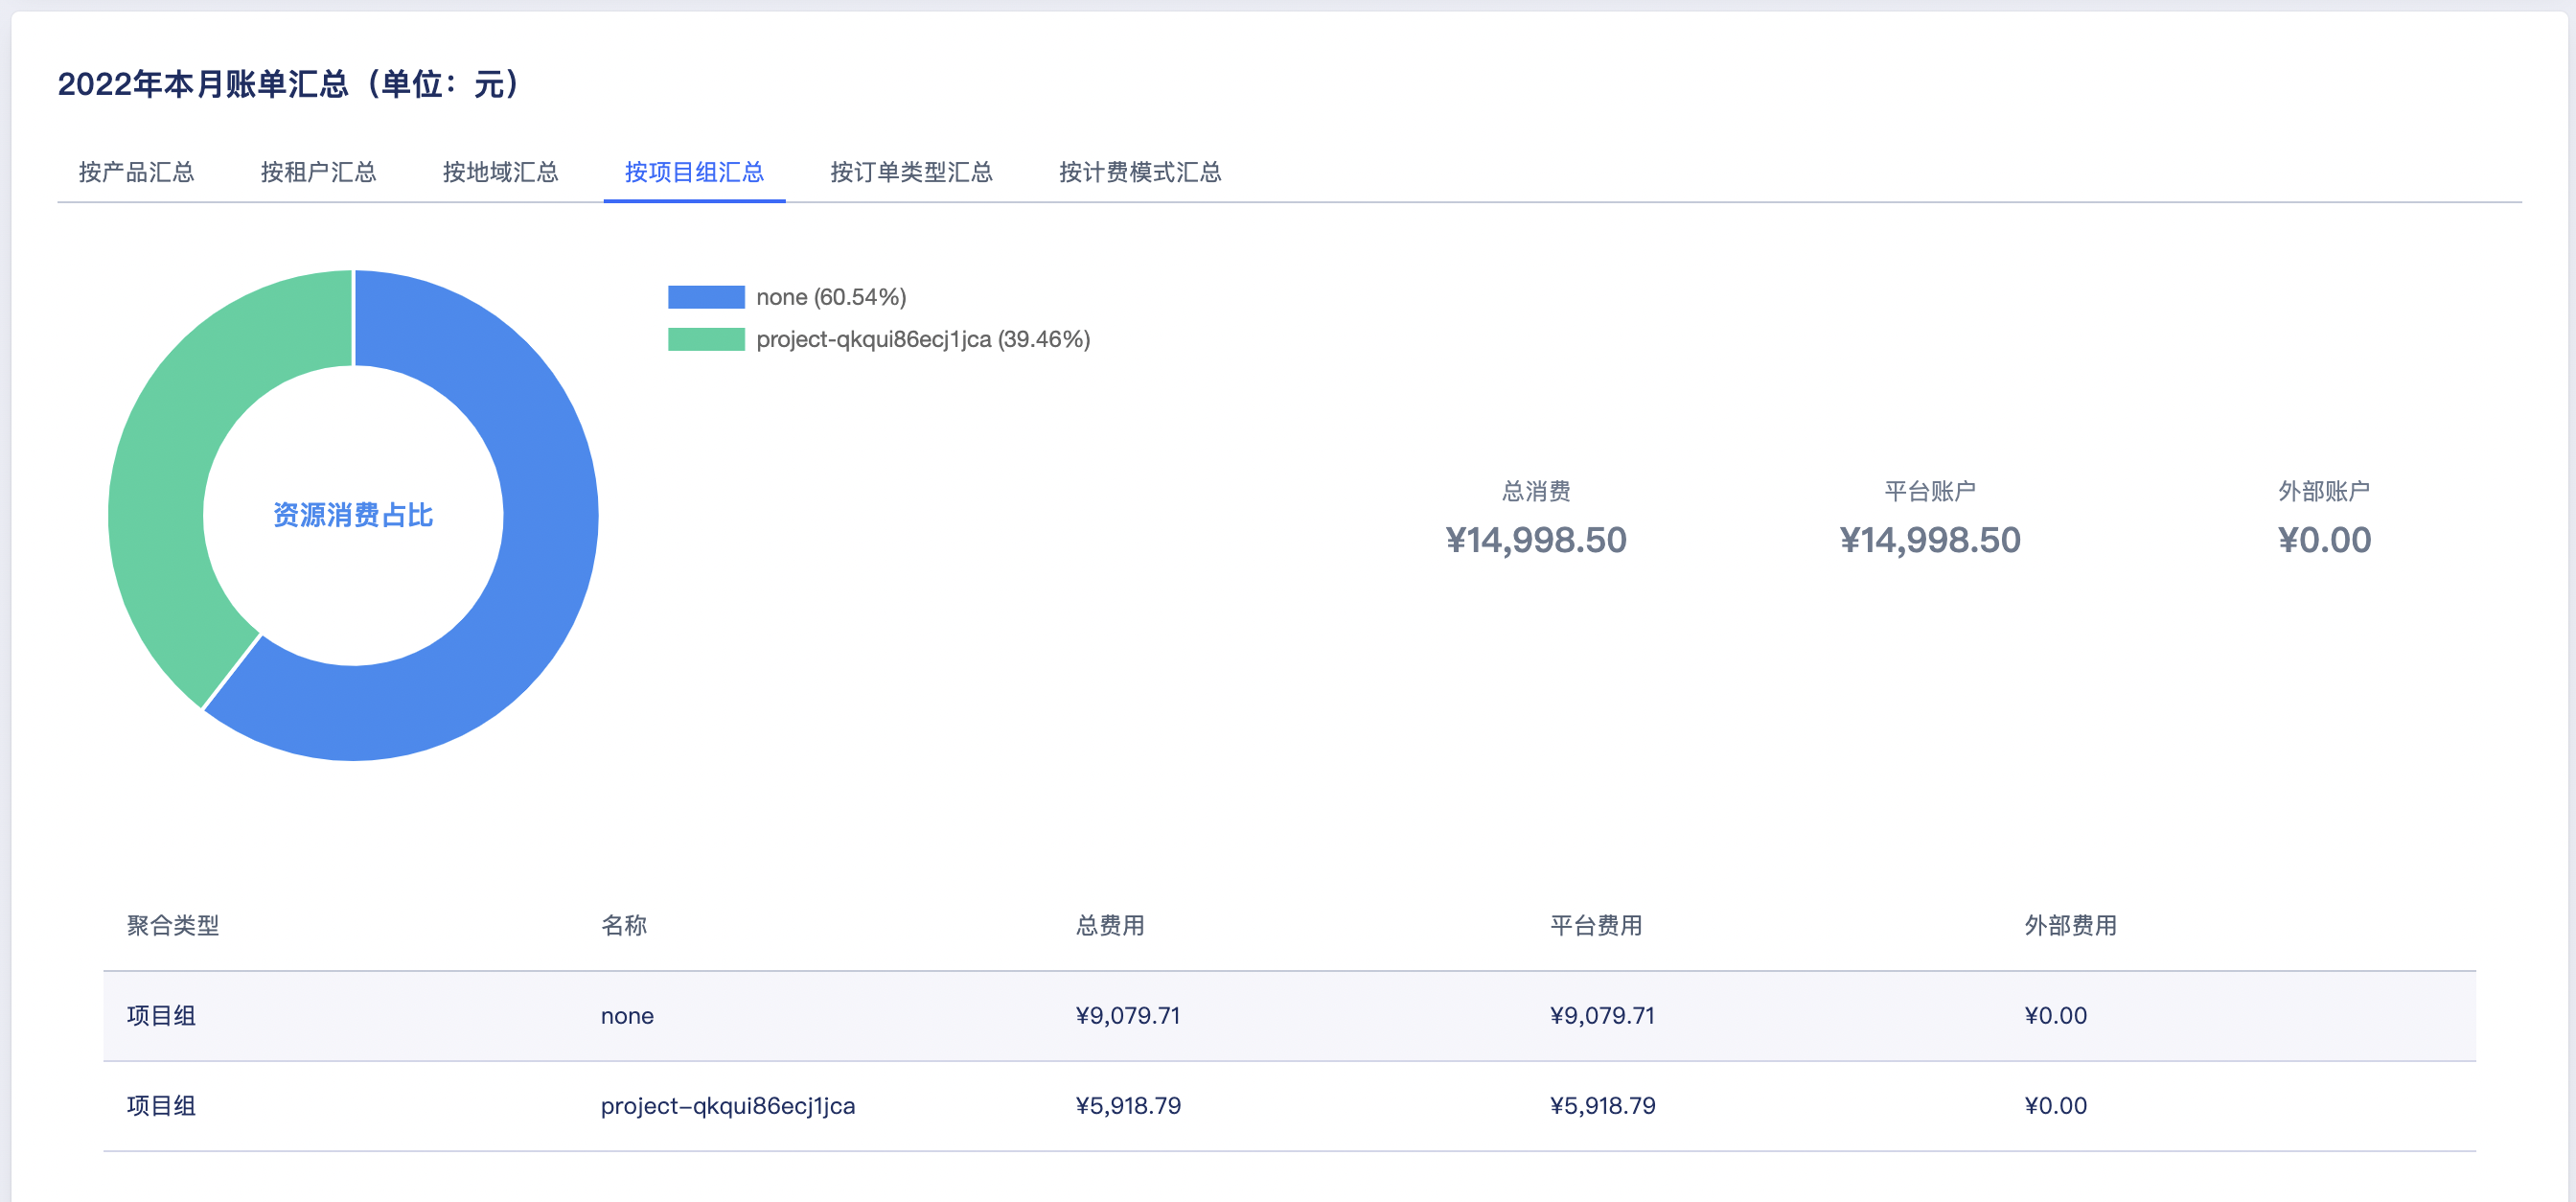 2022年本月账单汇总（单位：元）
按产品汇总 按租户汇总 按地域汇总 按项目组汇总 按订单类型汇总 按计费模式汇总
none (60.54%)
project-qkqui86ecj1jca (39.46%)
资源消费占比
总消费 平台账户 外部账户
¥14,998.50 ¥14,998.50 ¥0.00
聚合类型 名称 总费用 平台费用 外部费用
项目组 none ¥9,079.71 ¥9,079.71 ¥0.00
项目组 project-qkqui86ecj1jca ¥5,918.79 ¥5,918.79 ¥0.00